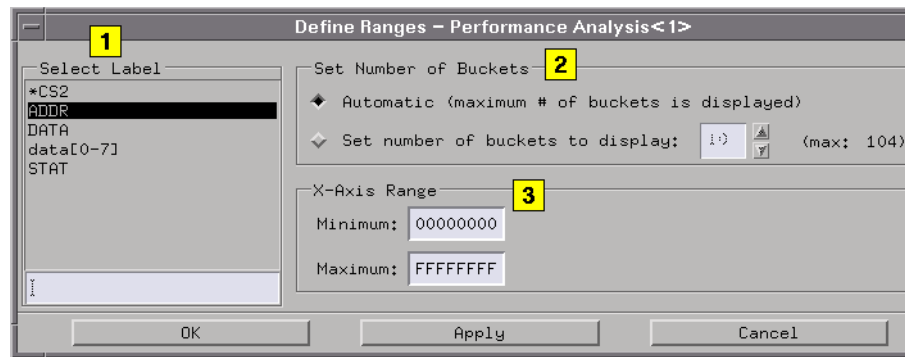 Define Ranges – Performance Analysis<1>
1
Select Label
*CS2
ADDR
DATA
data[0-7]
STAT
Set Number of Buckets
2
Automatic (maximum # of buckets is displayed)
Set number of buckets to display: 10 (max: 104)
X-Axis Range
3
Minimum: 00000000
Maximum: FFFFFFFF
OK Apply Cancel